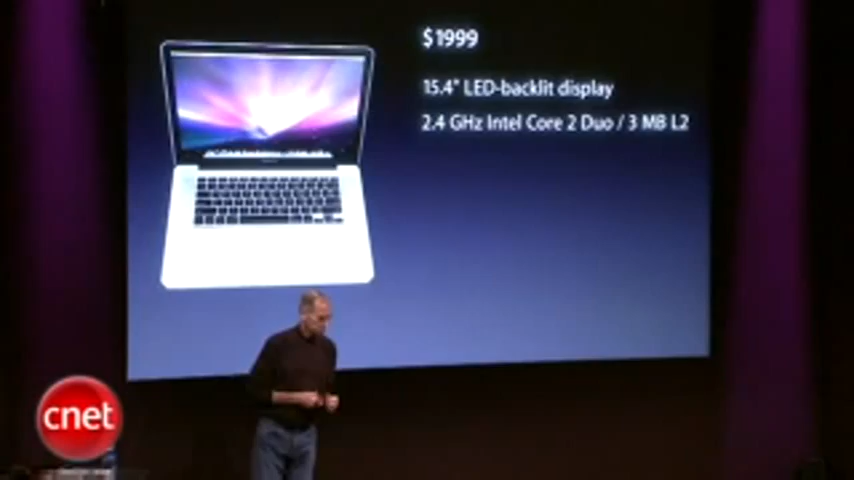 $1999
15.4" LED-backlit display
2.4 GHz Intel Core 2 Duo / 3 MB L2
cnet